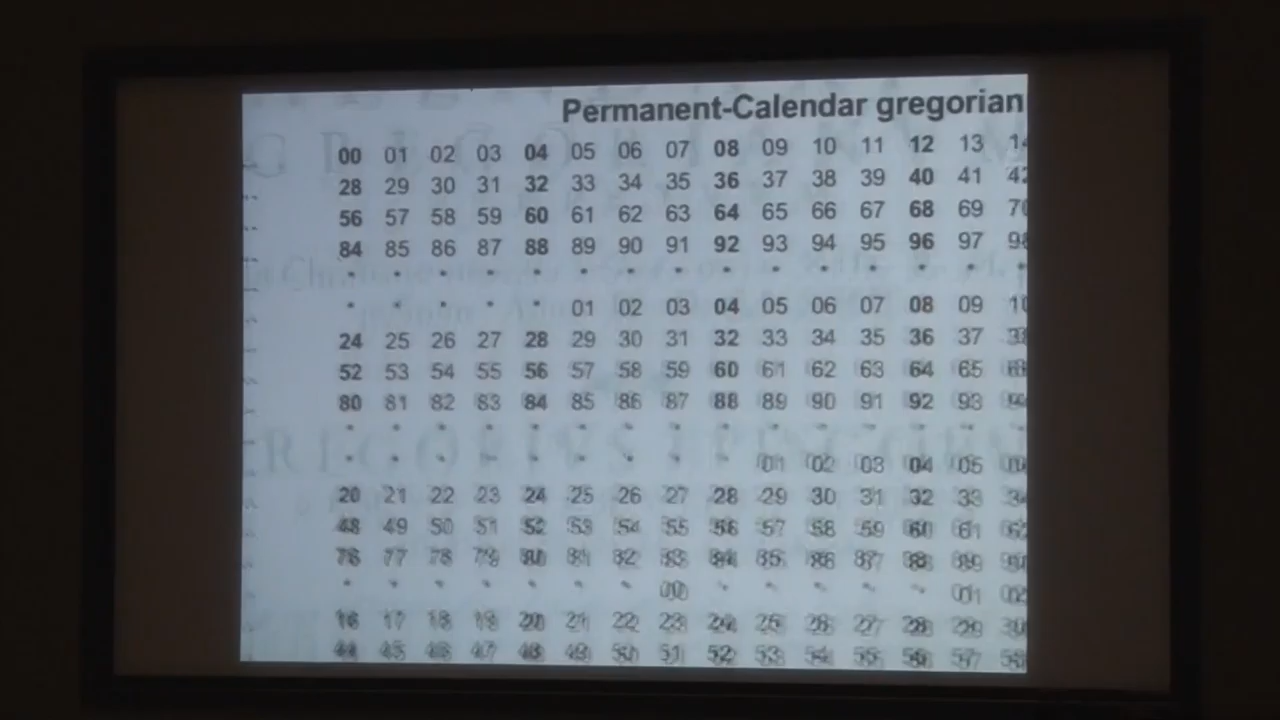 Permanent-Calendar gregorian
00 01 02 03 04 05 06 07 08 09 10 11 12 13
28 29 30 31 32 33 34 35 36 37 38 39 40 41 42
56 57 58 59 60 61 62 63 64 65 66 67 68 69 70
84 85 86 87 88 89 90 91 92 93 94 95 96 97 98
01 02 03 04 05 06 07 08 09 10
24 25 26 27 28 29 30 31 32 33 34 35 36 37
52 53 54 55 56 57 58 59 60 61 62 63 64 65
80 81 82 83 84 85 86 87 88 89 90 91 92 93
01 02 03 04 05
20 21 22 23 24 25 26 27 28 29 30 31 32 33 34
48 49 50 51 52 53 54 55 56 57 58 59 60 61 62
76 77 78 79 80 81 82 83 84 85 86 87 88 89
00 01 02
16 17 18 19 20 21 22 23 24 25 26 27 28 29 30
44 45 46 47 48 49 50 51 52 53 54 55 56 57 58